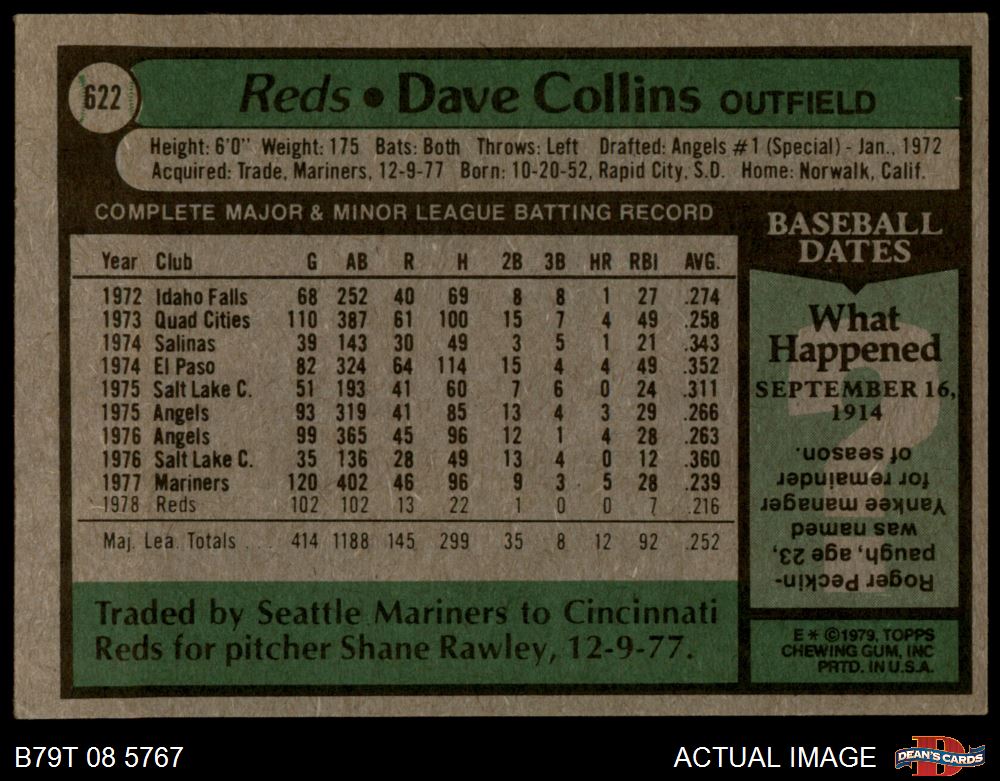 622
Reds • Dave Collins OUTFIELD
Height: 6'0" Weight: 175 Bats: Both Throws: Left Drafted: Angels #1 (Special) - Jan., 1972
Acquired: Trade, Mariners, 12-9-77 Born: 10-20-52, Rapid City, S.D. Home: Norwalk, Calif.
COMPLETE MAJOR & MINOR LEAGUE BATTING RECORD
Year Club G AB R H 2B 3B HR RBI AVG.
1972 Idaho Falls 68 252 40 69 8 8 1 27 .274
1973 Quad Cities 110 387 61 100 15 7 4 49 .258
1974 Salinas 39 143 30 49 3 5 1 21 .343
1974 El Paso 82 324 64 114 15 4 4 49 .352
1975 Salt Lake C. 51 193 41 60 7 6 0 24 .311
1975 Angels 93 319 41 85 13 4 3 29 .266
1976 Angels 99 365 45 96 12 1 4 28 .263
1976 Salt Lake C. 35 136 28 49 13 4 0 12 .360
1977 Mariners 120 402 46 96 9 3 5 28 .239
1978 Reds 102 102 13 22 1 0 0 7 .216
Maj. Lea. Totals . . . 414 1188 145 299 35 8 12 92 .252
Traded by Seattle Mariners to Cincinnati
Reds for pitcher Shane Rawley, 12-9-77.
BASEBALL
DATES
What
Happened
SEPTEMBER 16,
1914
Roger Peckin-
paugh, age 23,
was named
Yankee manager
for remainder
of season.
E * ©1979, TOPPS
CHEWING GUM, INC
PRTD. IN U.S.A.
B79T 08 5767
ACTUAL IMAGE
D
DEAN'S CARDS